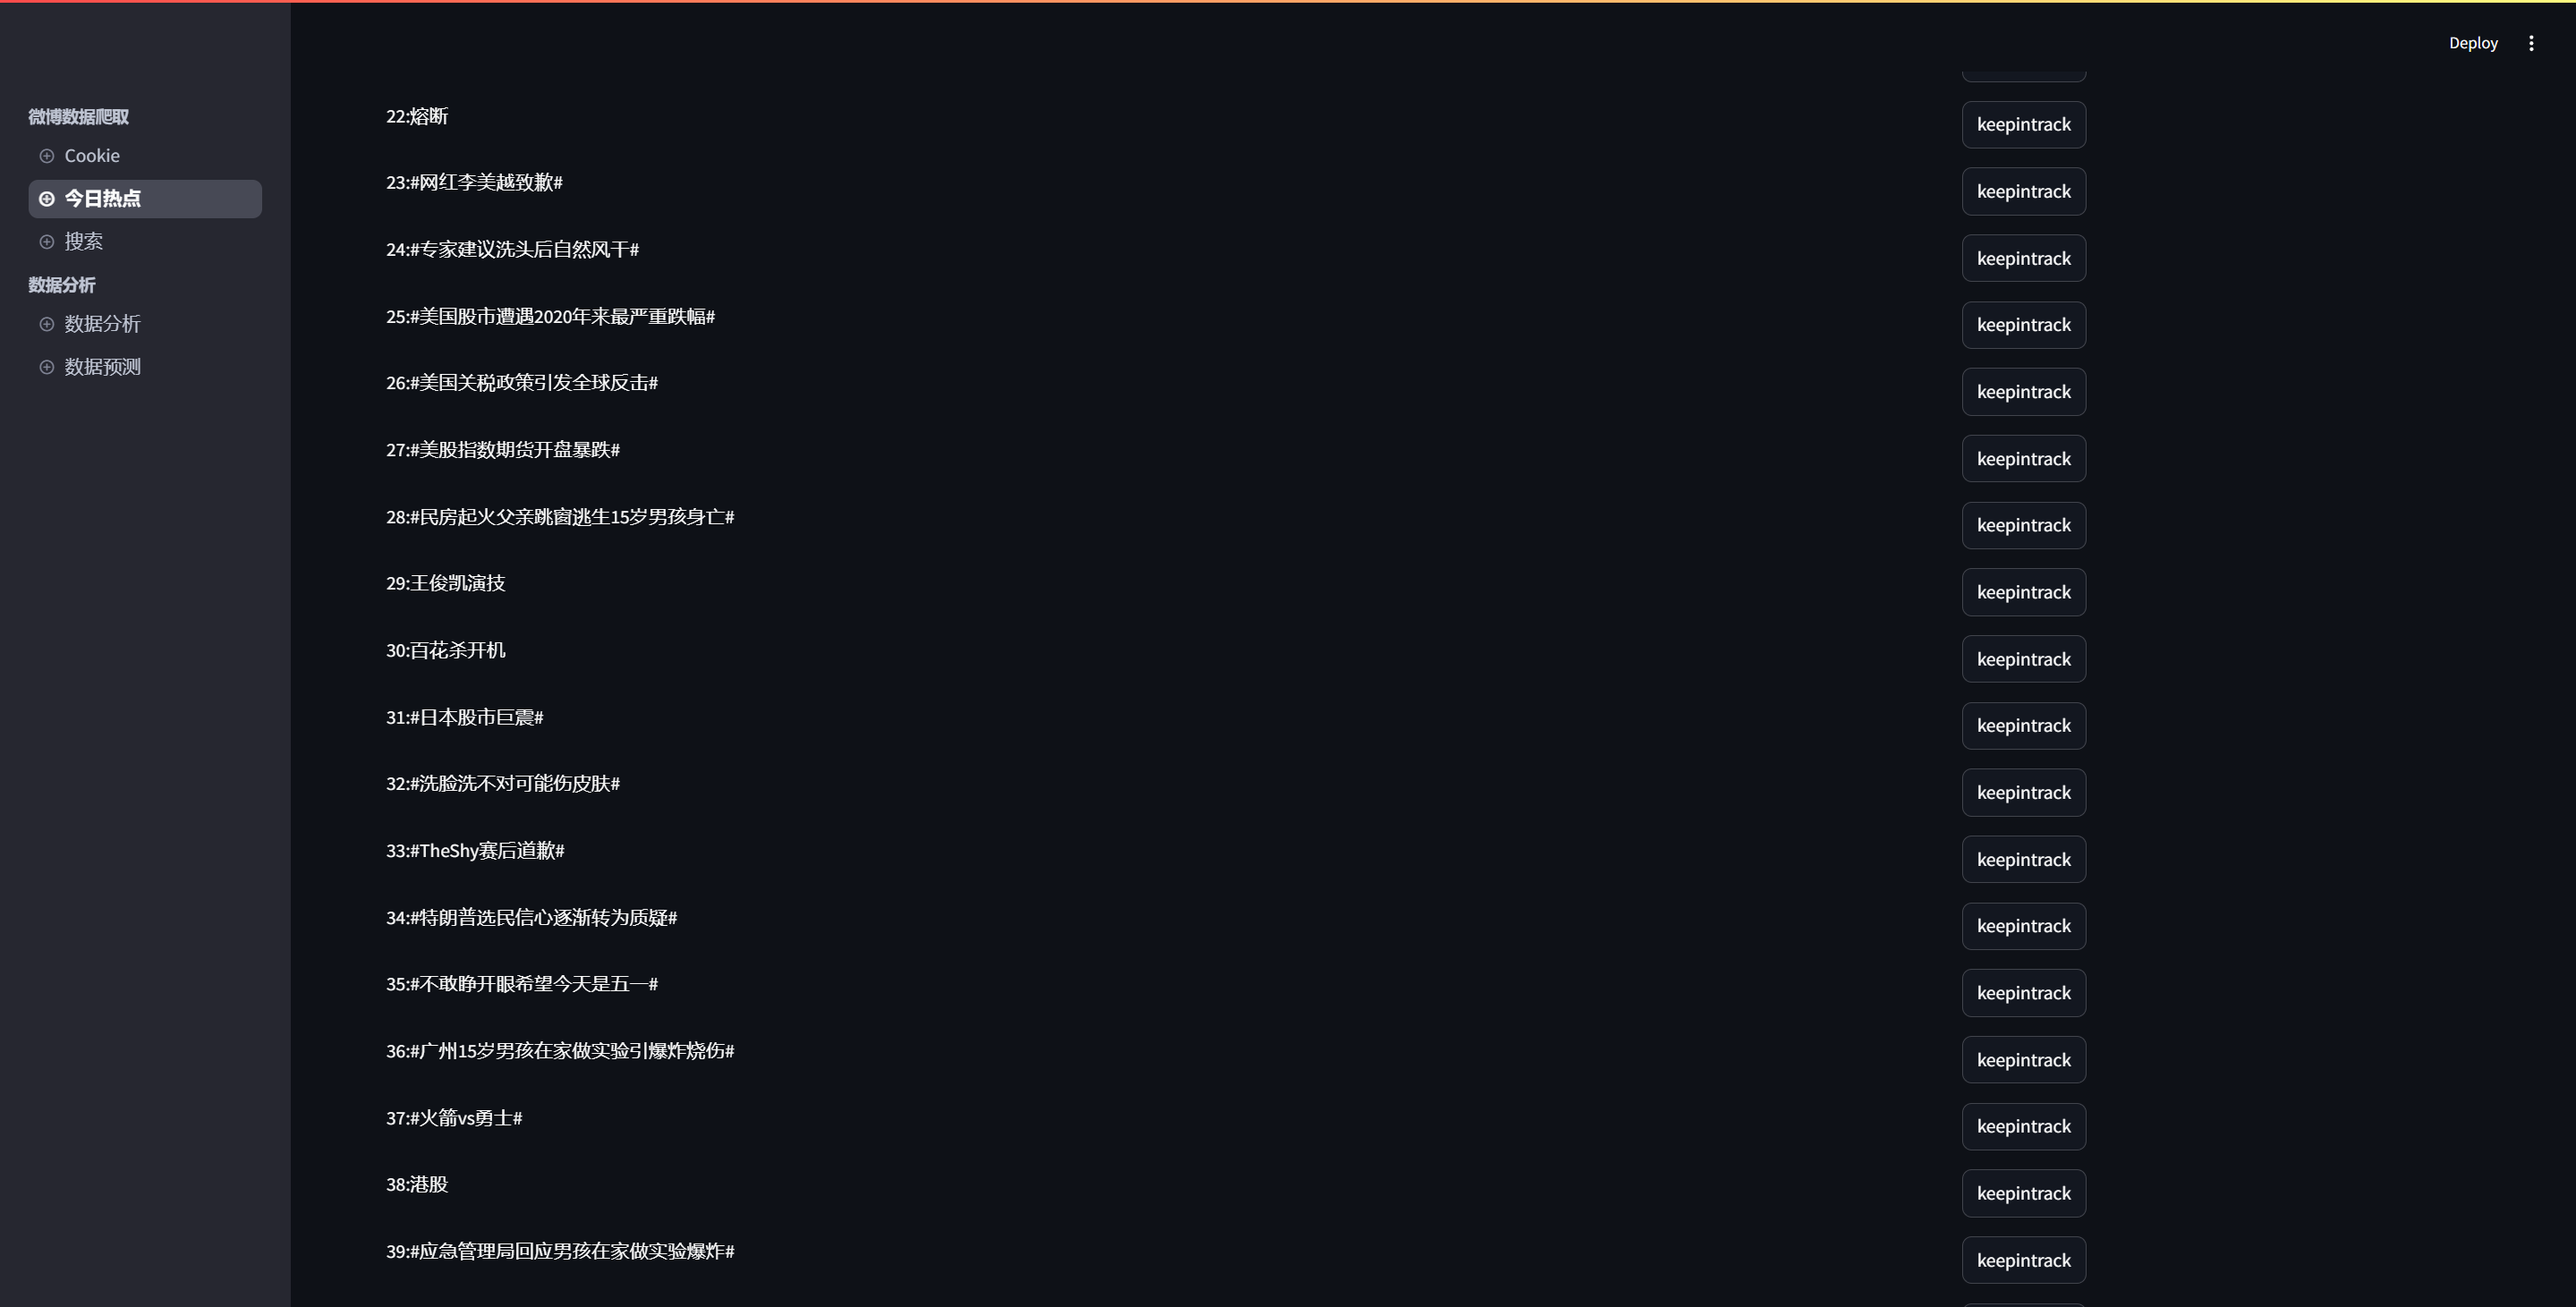 Deploy
微博数据爬取
Cookie
今日热点
搜索
数据分析
数据分析
数据预测
22:熔断
keepintrack
23:#网红李美越致歉#
keepintrack
24:#专家建议洗头后自然风干#
keepintrack
25:#美国股市遭遇2020年来最严重跌幅#
keepintrack
26:#美国关税政策引发全球反击#
keepintrack
27:#美股指数期货开盘暴跌#
keepintrack
28:#民房起火父亲跳窗逃生15岁男孩身亡#
keepintrack
29:王俊凯演技
keepintrack
30:百花杀开机
keepintrack
31:#日本股市巨震#
keepintrack
32:#洗脸洗不对可能伤皮肤#
keepintrack
33:#TheShy赛后道歉#
keepintrack
34:#特朗普选民信心逐渐转为质疑#
keepintrack
35:#不敢睁开眼希望今天是五一#
keepintrack
36:#广州15岁男孩在家做实验引爆炸烧伤#
keepintrack
37:#火箭vs勇士#
keepintrack
38:港股
keepintrack
39:#应急管理局回应男孩在家做实验爆炸#
keepintrack